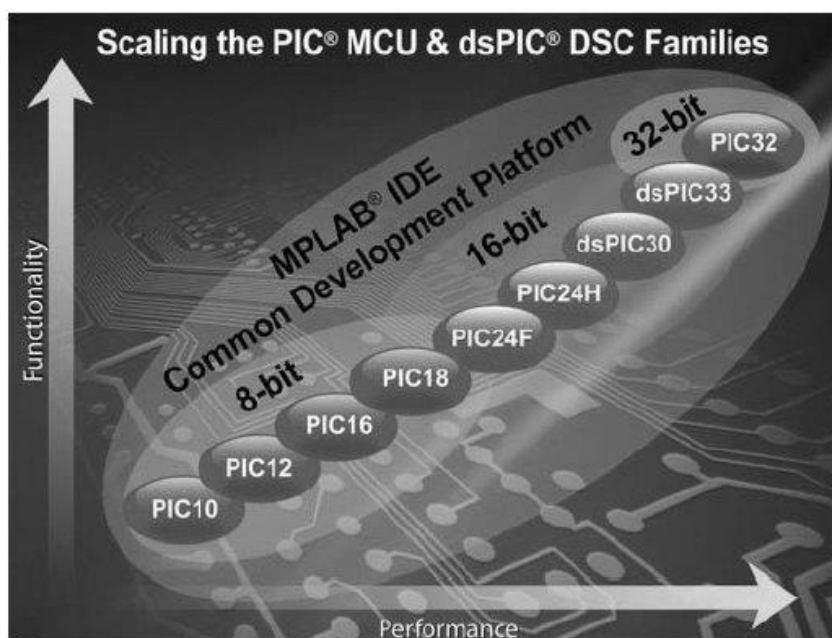 Scaling the PIC® MCU & dsPIC® DSC Families
32-bit
PIC32
MPLAB® IDE
Common Development Platform
dsPIC33
16-bit
dsPIC30
PIC24H
PIC24F
8-bit
PIC18
PIC16
PIC12
PIC10
Functionality
Performance